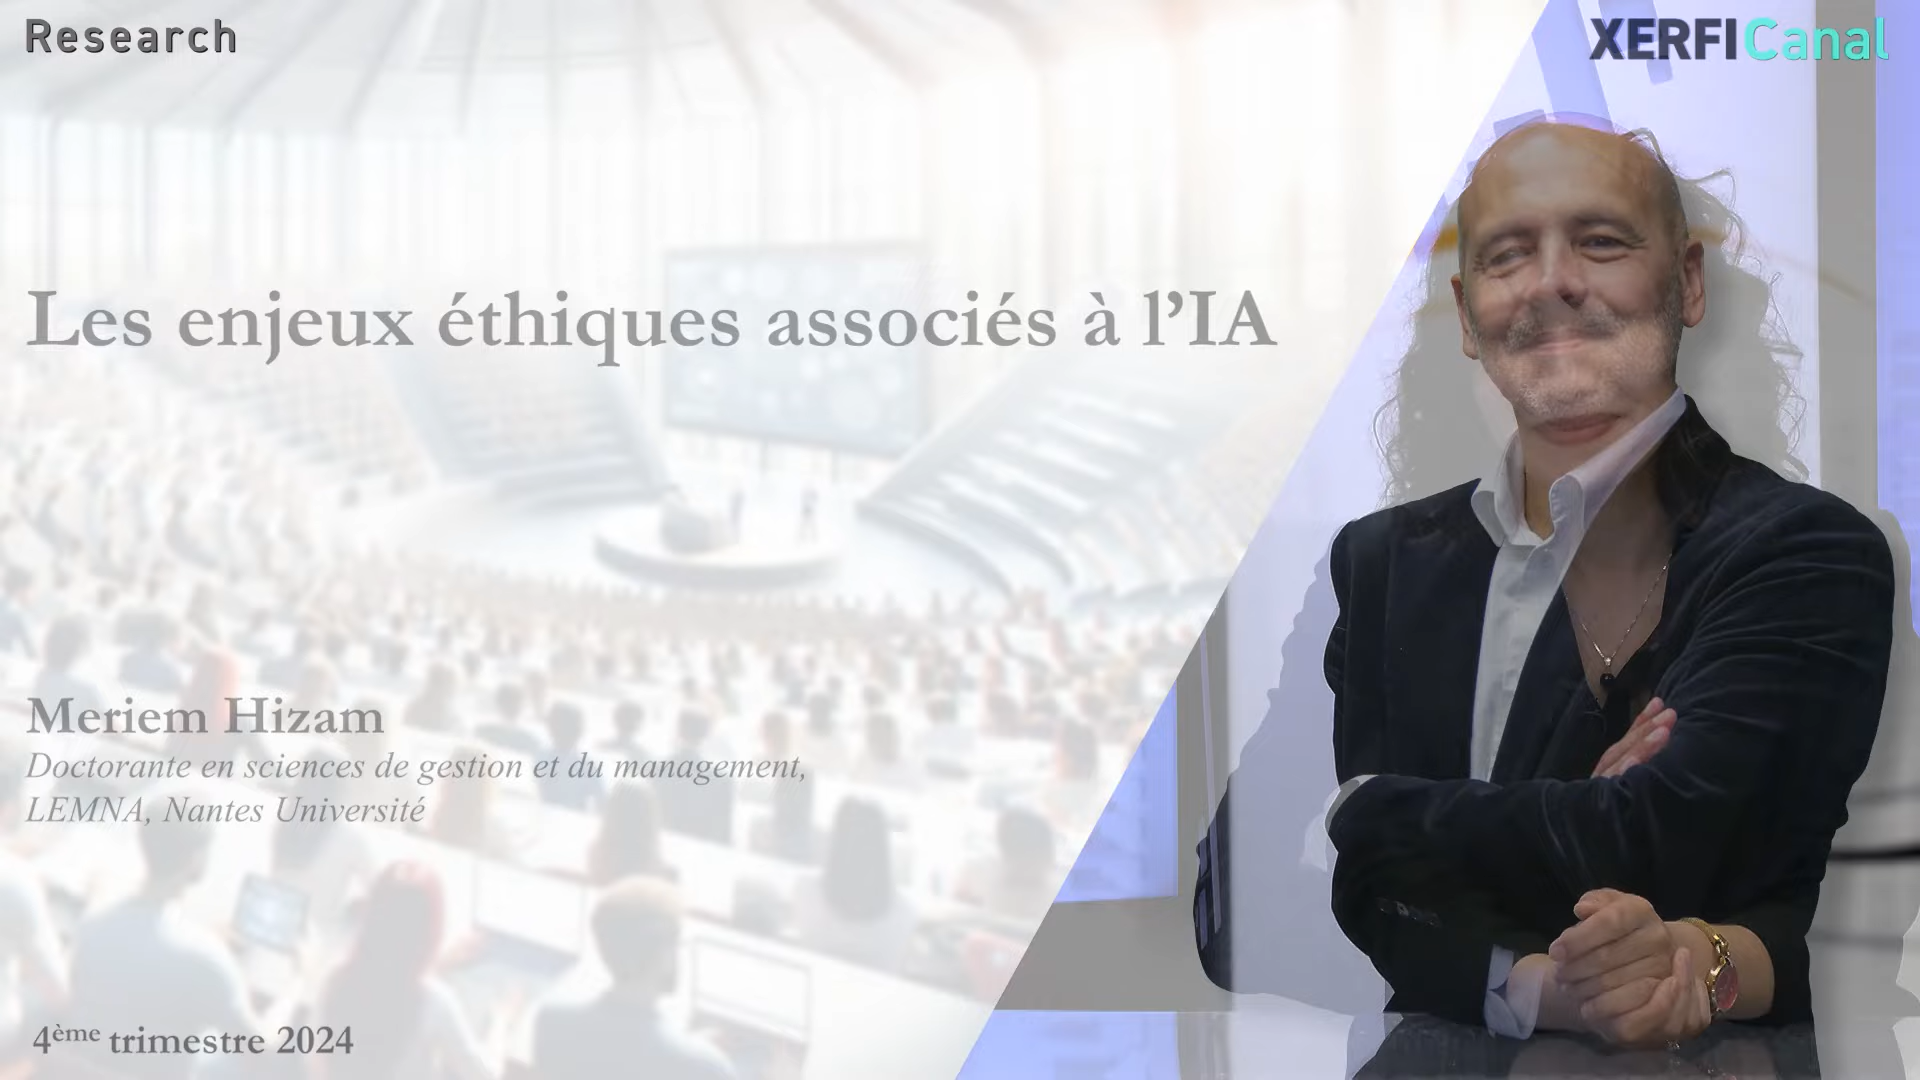 Research
XERFI Canal
Les enjeux éthiques associés à l’IA
Meriem Hizam
Doctorante en sciences de gestion et du management,
LEMNA, Nantes Université
4ème trimestre 2024